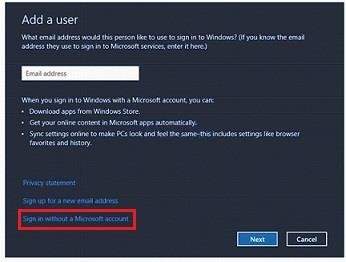 Add a user
What email address would this person like to use to sign in to Windows? (If you know the email
address they use to sign in to Microsoft services, enter it here.)
Email address
When you sign in to Windows with a Microsoft account, you can:
• Download apps from Windows Store.
• Get your online content in Microsoft apps automatically.
• Sync settings online to make PCs look and feel the same–this includes settings like browser
favorites and history.
Privacy statement
Sign up for a new email address
Sign in without a Microsoft account
Next
Cancel